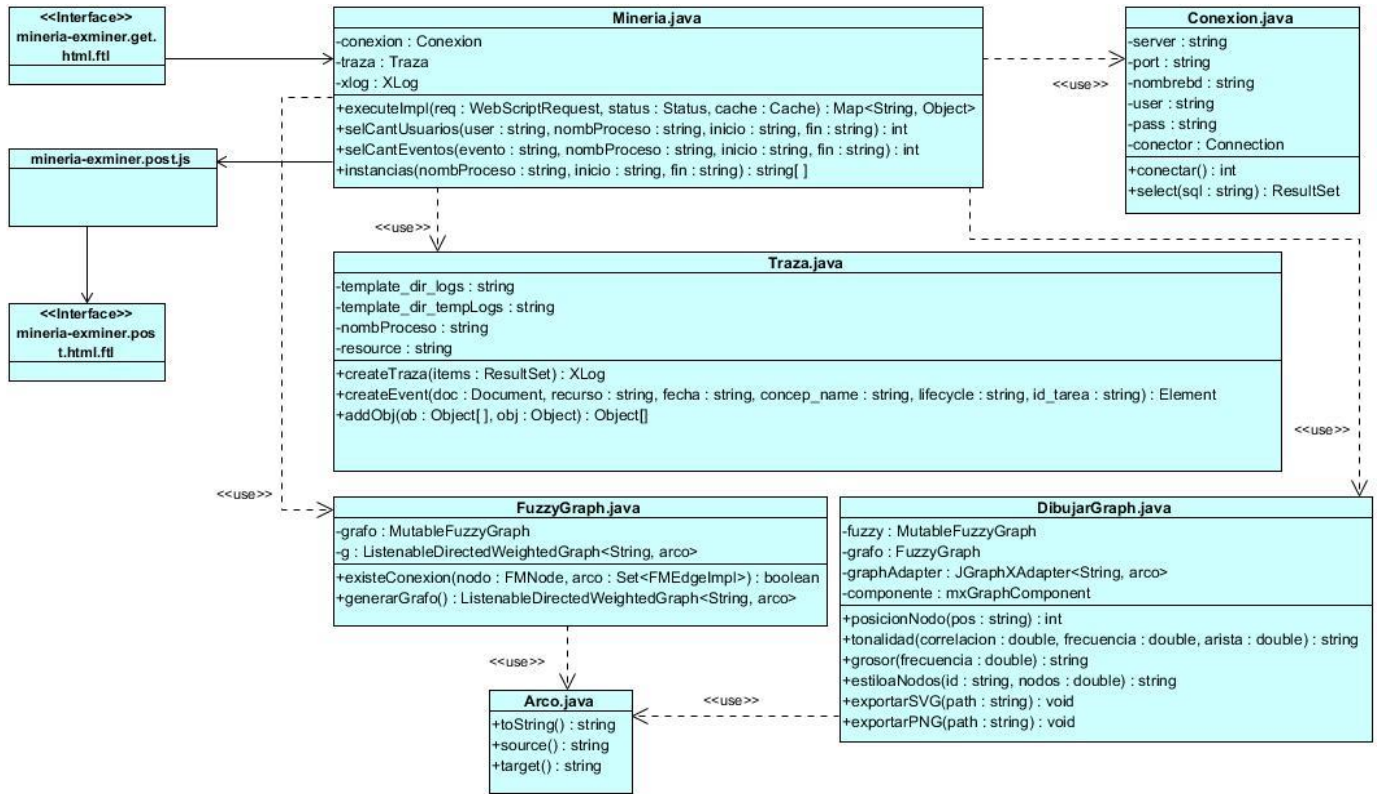 <<Interface>>
mineria-exminer.get.
html.ftl
Mineria.java
-conexion : Conexion
-traza : Traza
-xlog : XLog
+executeImpl(req : WebScriptRequest, status : Status, cache : Cache) : Map<String, Object>
+selCantUsuarios(user : string, nombProceso : string, inicio : string, fin : string) : int
+selCantEventos(evento : string, nombProceso : string, inicio : string, fin : string) : int
+instancias(nombProceso : string, inicio : string, fin : string) : string[ ]
<<use>>
Conexion.java
-server : string
-port : string
-nombrebd : string
-user : string
-pass : string
-conector : Connection
+conectar() : int
+select(sql : string) : ResultSet
mineria-exminer.post.js
<<Interface>>
mineria-exminer.pos
t.html.ftl
<<use>>
Traza.java
-template_dir_logs : string
-template_dir_tempLogs : string
-nombProceso : string
-resource : string
+createTraza(items : ResultSet) : XLog
+createEvent(doc : Document, recurso : string, fecha : string, concep_name : string, lifecycle : string, id_tarea : string) : Element
+addObj(ob : Object[ ], obj : Object) : Object[]
<<use>>
<<use>>
FuzzyGraph.java
-grafo : MutableFuzzyGraph
-g : ListenableDirectedWeightedGraph<String, arco>
+existeConexion(nodo : FMNode, arco : Set<FMEdgeImpl>) : boolean
+generarGrafo() : ListenableDirectedWeightedGraph<String, arco>
DibujarGraph.java
-fuzzy : MutableFuzzyGraph
-grafo : FuzzyGraph
-graphAdapter : JGraphXAdapter<String, arco>
-componente : mxGraphComponent
+posicionNodo(pos : string) : int
+tonalidad(correlacion : double, frecuencia : double, arista : double) : string
+grosor(frecuencia : double) : string
+estiloaNodos(id : string, nodos : double) : string
+exportarSVG(path : string) : void
+exportarPNG(path : string) : void
<<use>>
<<use>>
Arco.java
+toString() : string
+source() : string
+target() : string